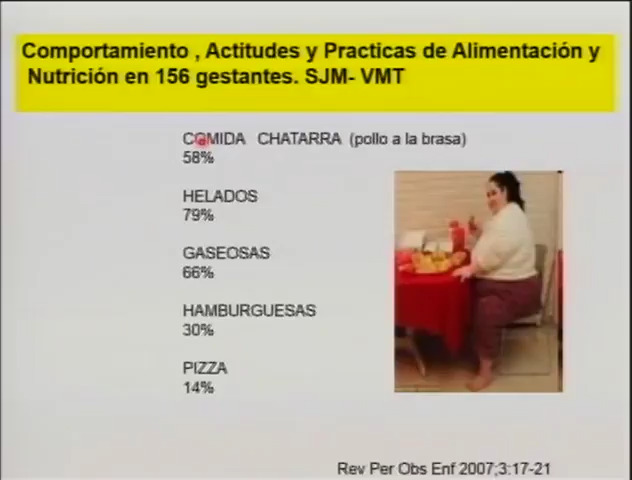 Comportamiento , Actitudes y Practicas de Alimentación y
Nutrición en 156 gestantes. SJM- VMT
COMIDA CHATARRA (pollo a la brasa)
58%
HELADOS
79%
GASEOSAS
66%
HAMBURGUESAS
30%
PIZZA
14%
Rev Per Obs Enf 2007;3:17-21